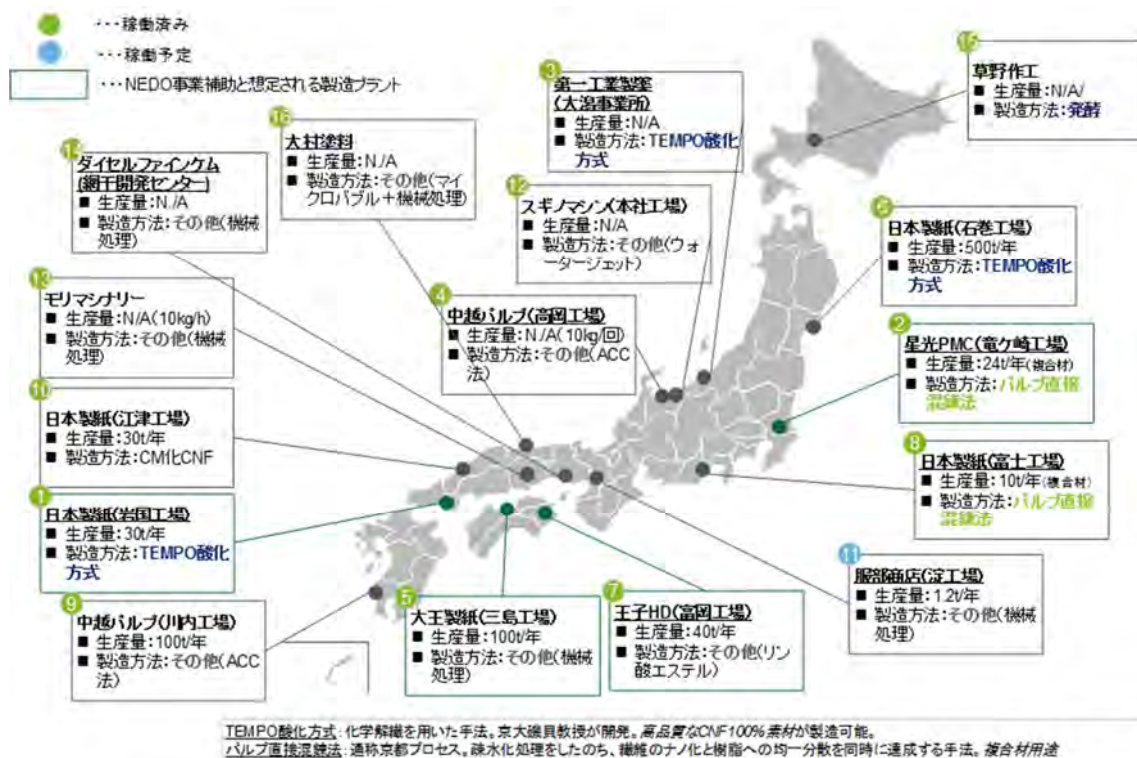 ・・・稼働済み
・・・稼働予定
・・・NEDO事業補助と想定される製造プラント
15
草野作工
■ 生産量:N/A/
■ 製造方法:発酵
3
第一工業製薬
(大潟事業所)
■ 生産量:N/A
■ 製造方法:TEMPO酸化
方式
16
大村塗料
■ 生産量:N/A
■ 製造方法:その他(マイ
クロバブル+機械処理)
14
ダイセルファインケム
(網干開発センター)
■ 生産量:N/A
■ 製造方法:その他(機械
処理)
12
スギノマシン(本社工場)
■ 生産量:N/A
■ 製造方法:その他(ウォ
ータージェット)
6
日本製紙(石巻工場)
■ 生産量:500t/年
■ 製造方法:TEMPO酸化
方式
13
モリマシナリー
■ 生産量:N/A(10kg/h)
■ 製造方法:その他(機械
処理)
4
中越パルプ(高岡工場)
■ 生産量:N/A(10kg/回)
■ 製造方法:その他(ACC
法)
2
星光PMC(竜ケ崎工場)
■ 生産量:24t/年(複合材)
■ 製造方法:パルプ直接
混練法
10
日本製紙(江津工場)
■ 生産量:30t/年
■ 製造方法:CM化CNF
8
日本製紙(富士工場)
■ 生産量:10t/年(複合材)
■ 製造方法:パルプ直接
混練法
1
日本製紙(岩国工場)
■ 生産量:30t/年
■ 製造方法:TEMPO酸化
方式
11
服部商店(淀工場)
■ 生産量:1.2t/年
■ 製造方法:その他(機械
処理)
9
中越パルプ(川内工場)
■ 生産量:100t/年
■ 製造方法:その他(ACC
法)
5
大王製紙(三島工場)
■ 生産量:100t/年
■ 製造方法:その他(機械
処理)
7
王子HD(富岡工場)
■ 生産量:40t/年
■ 製造方法:その他(リン
酸エステル)
TEMPO酸化方式:化学解繊を用いた手法。京大磯貝教授が開発。高品質なCNF100%素材が製造可能。
パルプ直接混錬法:通称京都プロセス。疎水化処理をしたのち、繊維のナノ化と樹脂への均一分散を同時に達成する手法。複合材用途